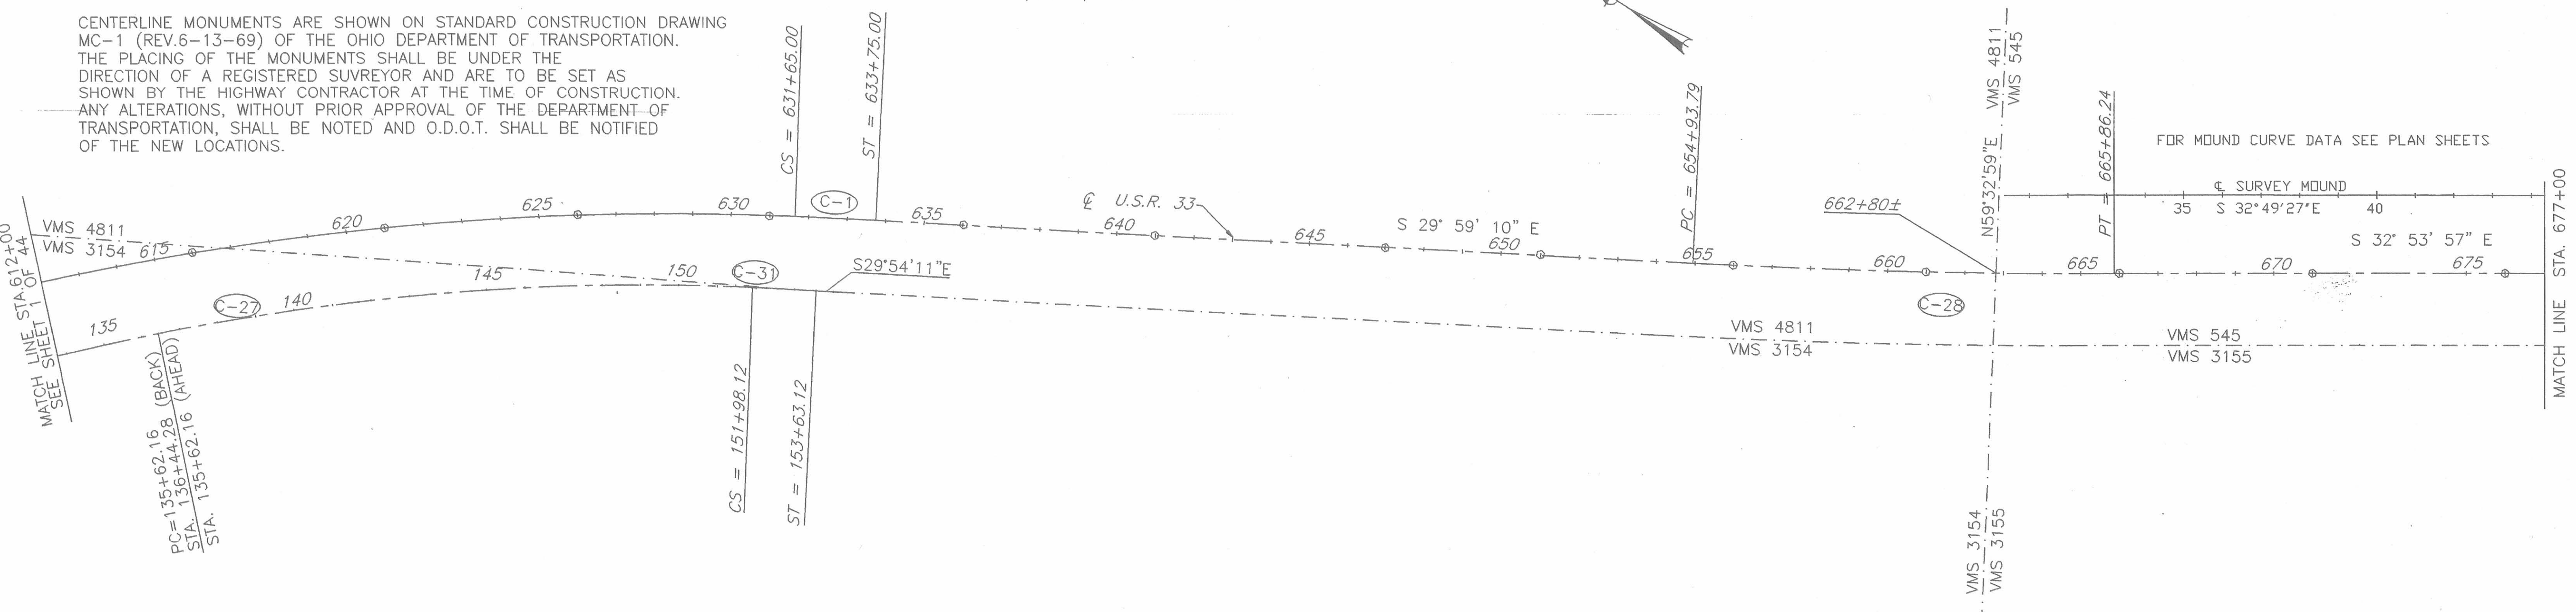 CENTERLINE MONUMENTS ARE SHOWN ON STANDARD CONSTRUCTION DRAWING
MC-1 (REV.6-13-69) OF THE OHIO DEPARTMENT OF TRANSPORTATION.
THE PLACING OF THE MONUMENTS SHALL BE UNDER THE
DIRECTION OF A REGISTERED SUVREYOR AND ARE TO BE SET AS
SHOWN BY THE HIGHWAY CONTRACTOR AT THE TIME OF CONSTRUCTION.
ANY ALTERATIONS, WITHOUT PRIOR APPROVAL OF THE DEPARTMENT OF
TRANSPORTATION, SHALL BE NOTED AND O.D.O.T. SHALL BE NOTIFIED
OF THE NEW LOCATIONS.
CS = 631+65.00
ST = 633+75.00
PC = 654+93.79
VMS 4811
VMS 545
N59°32'59"E
PT = 665+86.24
FOR MOUND CURVE DATA SEE PLAN SHEETS
℄ SURVEY MOUND
35 S 32°49'27"E 40
S 32° 53' 57" E
MATCH LINE STA. 677+00
MATCH LINE STA.612+00
SEE SHEET 1 OF 44
VMS 4811
VMS 3154
615
620
625
630
C-1
635
℄ U.S.R. 33
640
645
S 29° 59' 10" E
650
655
662+80±
660
665
670
675
135
C-27
140
145
150
C-31
S29°54'11"E
C-28
VMS 4811
VMS 3154
VMS 545
VMS 3155
PC=135+62.16
STA. 136+44.28 (BACK)
STA. 135+62.16 (AHEAD)
CS = 151+98.12
ST = 153+63.12
VMS 3154
VMS 3155